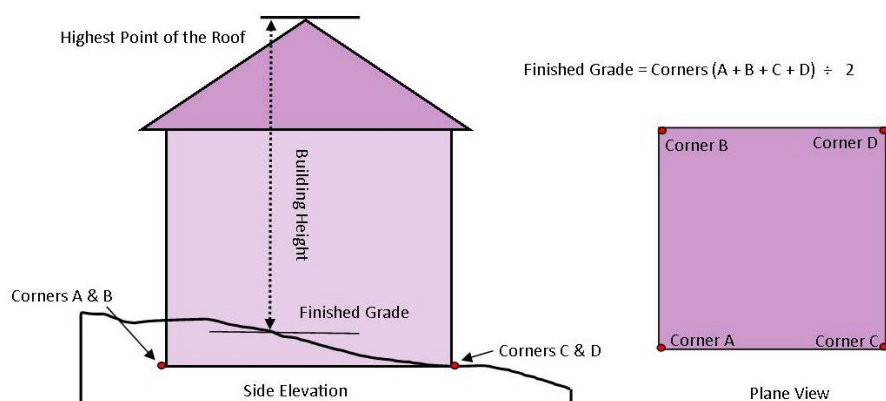 Highest Point of the Roof
Finished Grade = Corners (A + B + C + D) ÷ 2
Building Height
Corner B
Corner D
Corners A & B
Finished Grade
Corner A
Corner C
Corners C & D
Side Elevation
Plane View